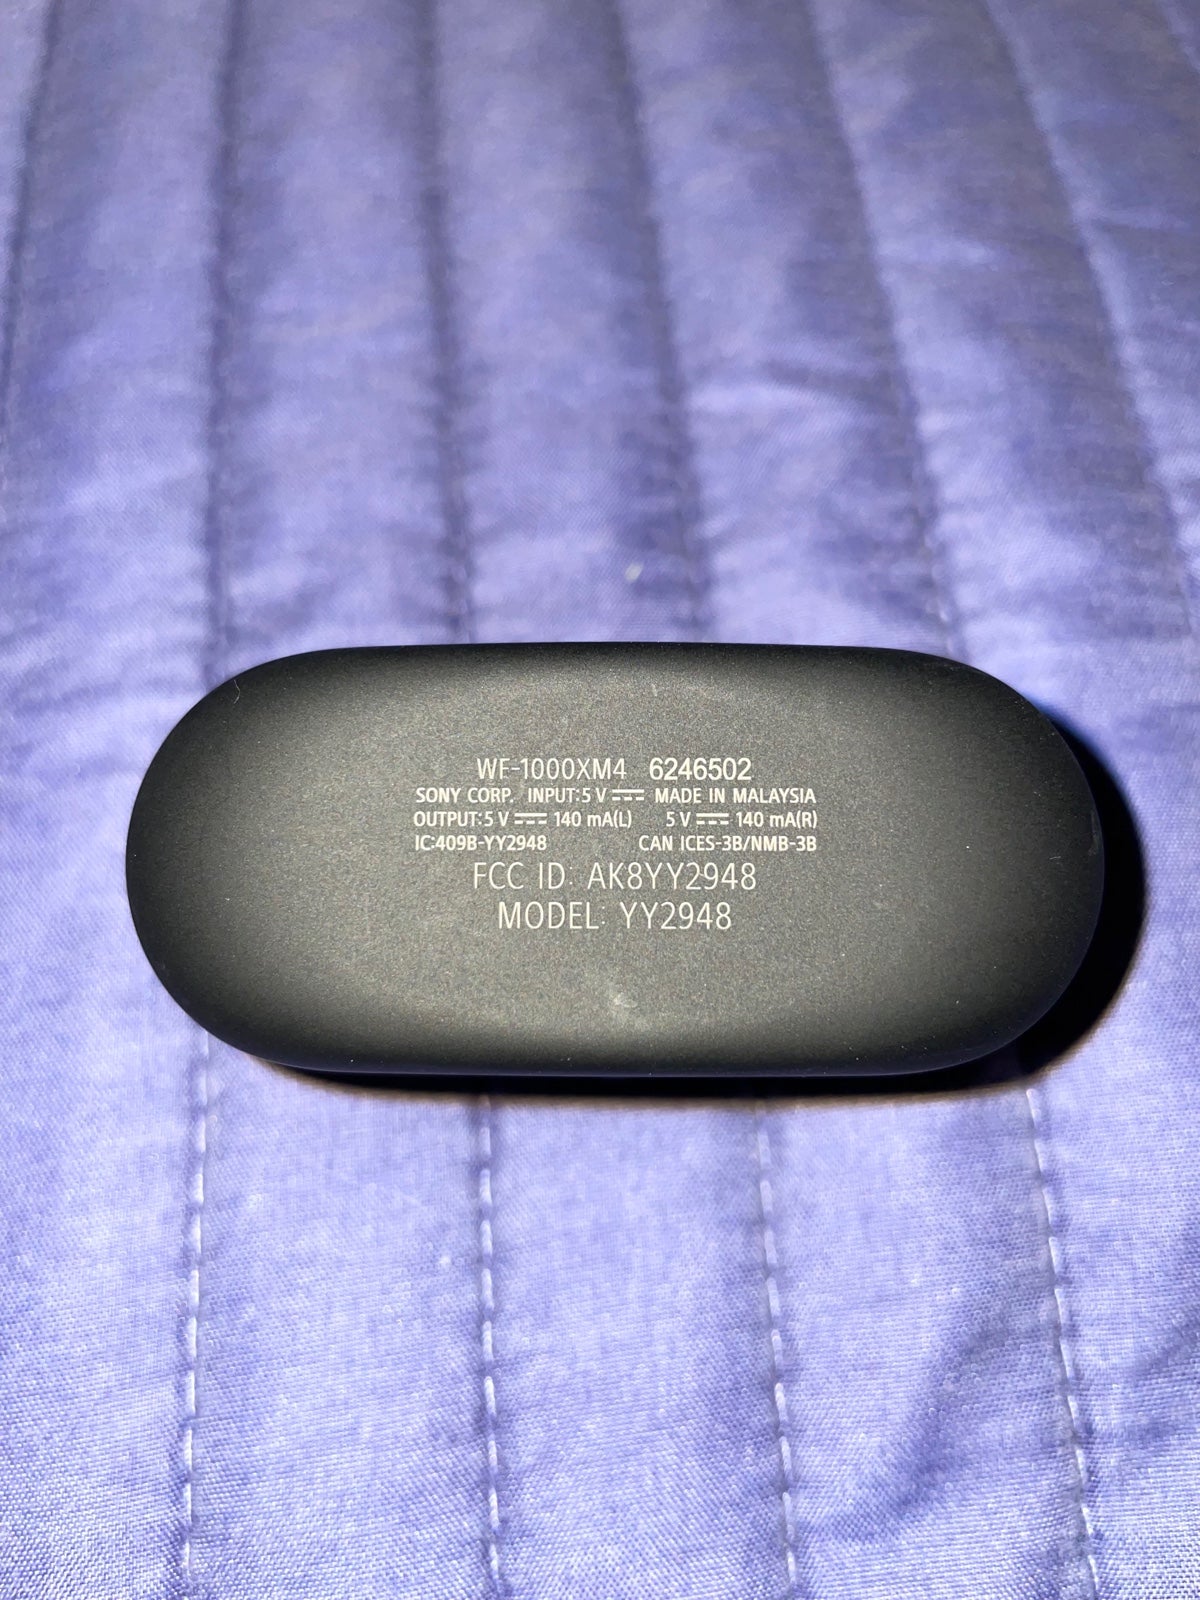 WF-1000XM4 6246502
SONY CORP. INPUT:5 V ⎓ MADE IN MALAYSIA
OUTPUT:5 V ⎓ 140 mA(L) 5 V ⎓ 140 mA(R)
IC:409B-YY2948 CAN ICES-3B/NMB-3B
FCC ID: AK8YY2948
MODEL: YY2948